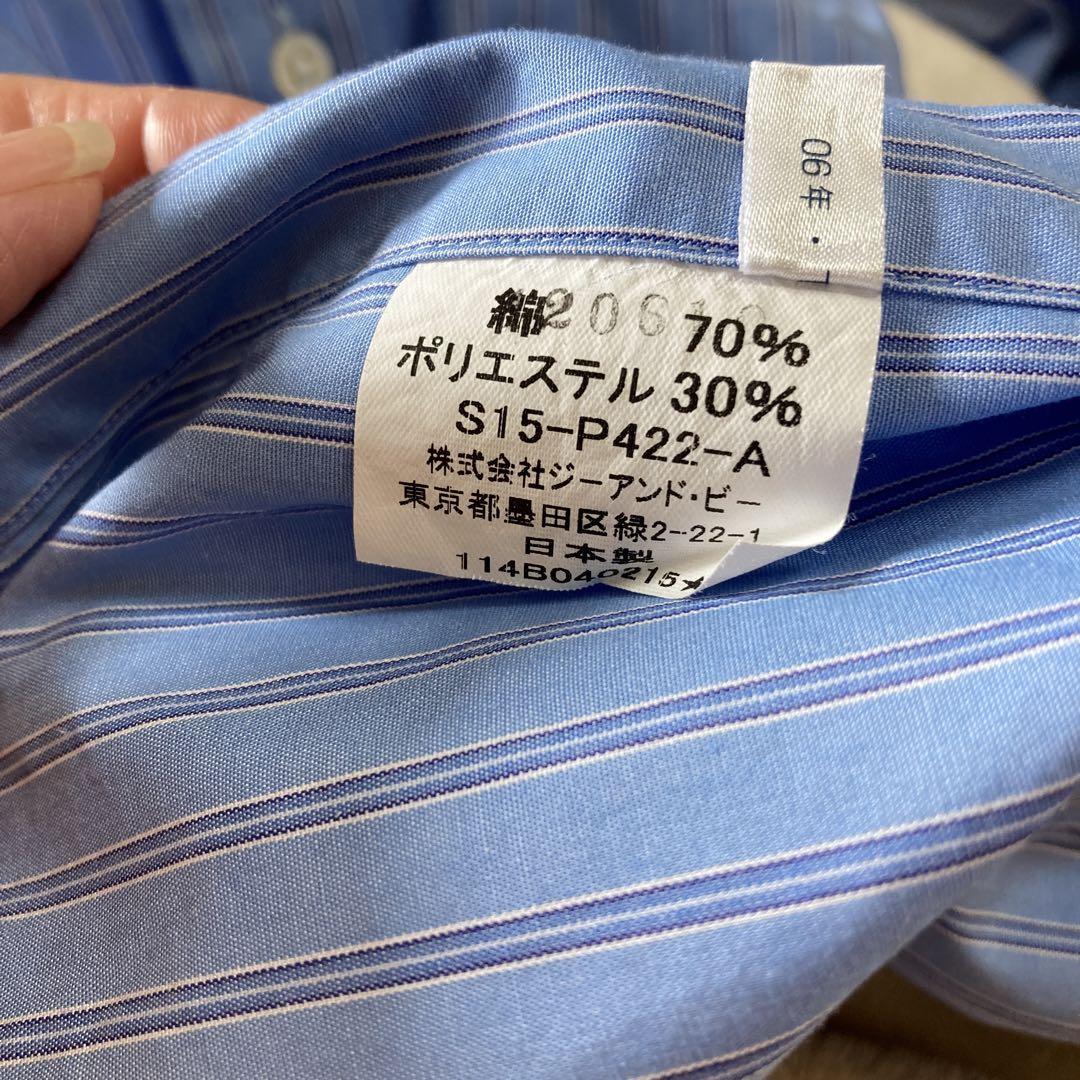 06年・
綿 70%
ポリエステル 30%
S15-P422-A
株式会社ジーアンド・ビー
東京都墨田区緑2-22-1
日本製
114B040215★